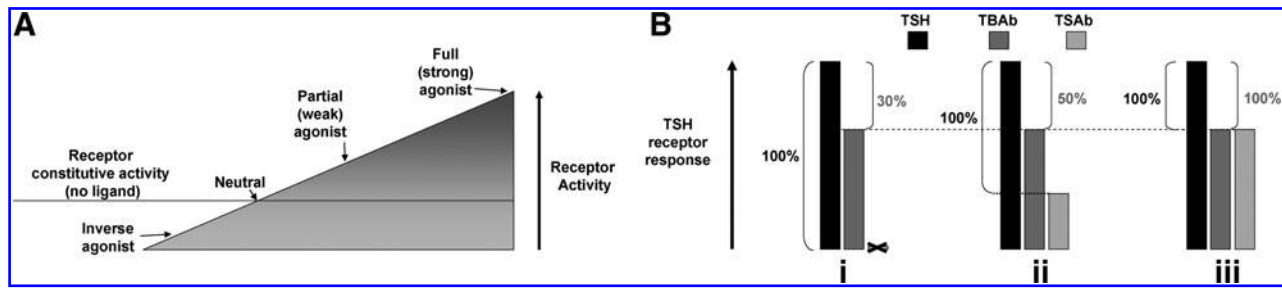 A
Full
(strong)
agonist
Partial
(weak)
agonist
Receptor
constitutive activity
(no ligand)
Neutral
Receptor
Activity
Inverse
agonist
B
TSH TBAb TSAb
TSH
receptor
response
100%
30%
100%
50%
100%
100%
i ii iii